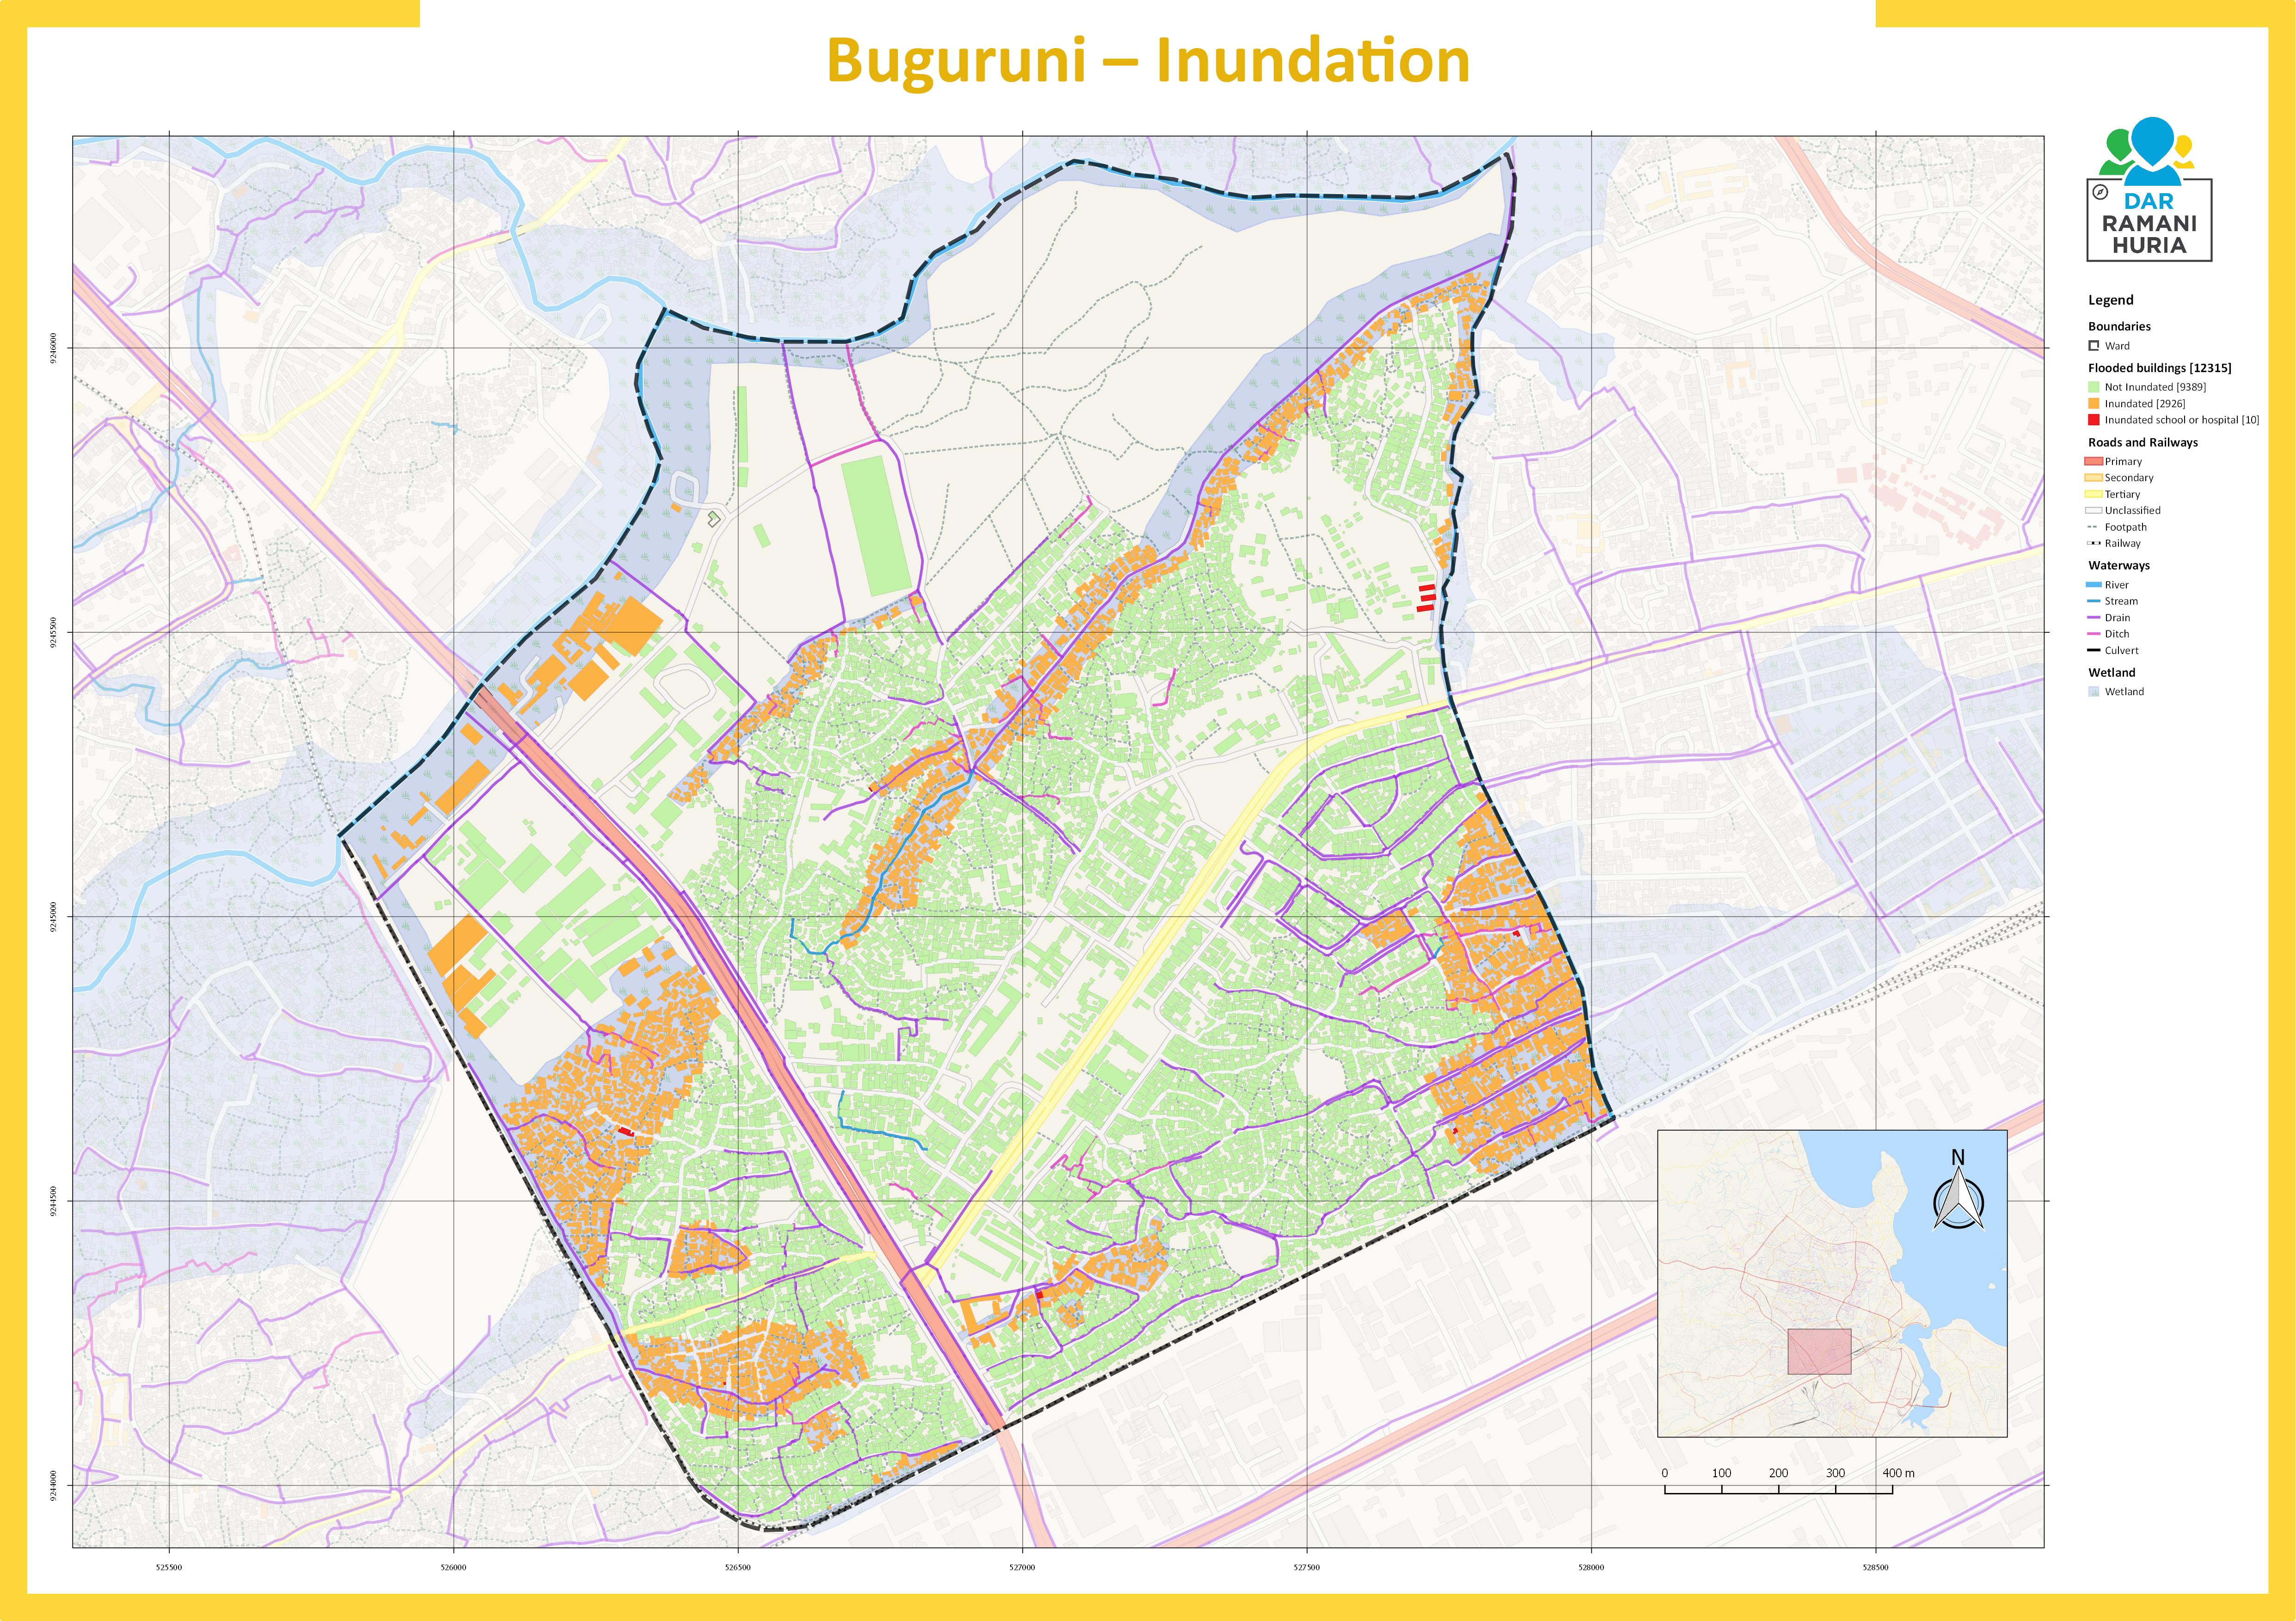 Buguruni – Inundation
DAR
RAMANI
HURIA
Legend
Boundaries
Ward
Flooded buildings [12315]
Not Inundated [9389]
Inundated [2926]
Inundated school or hospital [10]
Roads and Railways
Primary
Secondary
Tertiary
Unclassified
Footpath
Railway
Waterways
River
Stream
Drain
Ditch
Culvert
Wetland
Wetland
9246000
9245500
9245000
9244500
9244000
N
0 100 200 300 400 m
525500 526000 526500 527000 527500 528000 528500